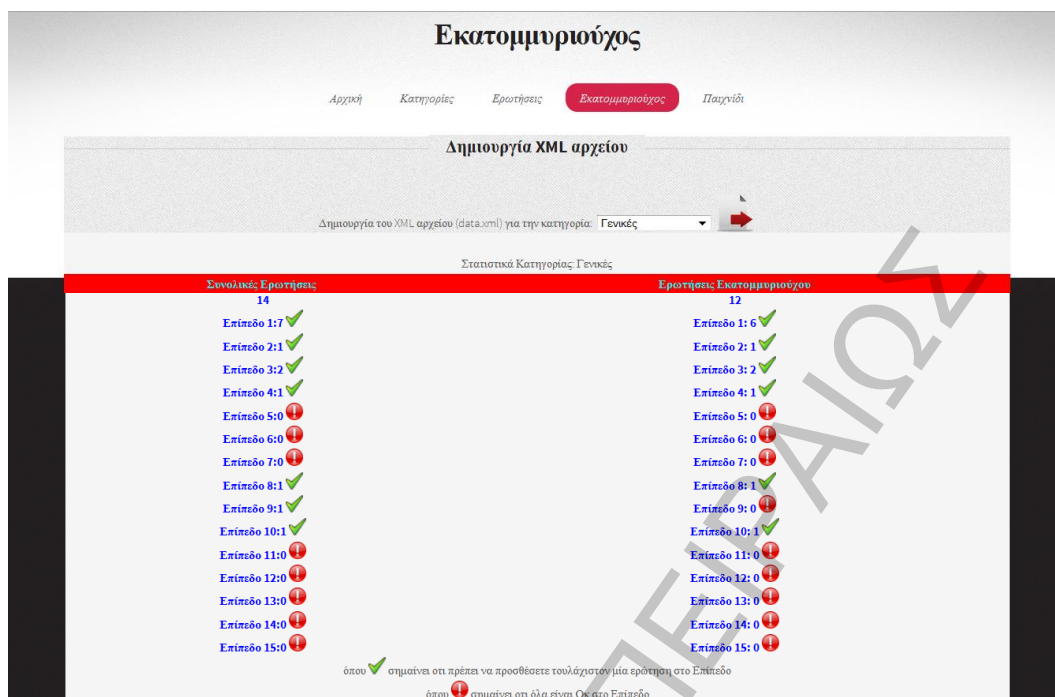 Εκατομμυριούχος
Αρχική Κατηγορίες Ερωτήσεις Εκατομμυριούχος Παιχνίδι
Δημιουργία XML αρχείου
Δημιουργία του XML αρχείου (data.xml) για την κατηγορία: Γενικές
Στατιστικά Κατηγορίας: Γενικές
Συνολικές Ερωτήσεις Ερωτήσεις Εκατομμυριούχου
14 12
Επίπεδο 1:7 Επίπεδο 1: 6
Επίπεδο 2:1 Επίπεδο 2: 1
Επίπεδο 3:2 Επίπεδο 3: 2
Επίπεδο 4:1 Επίπεδο 4: 1
Επίπεδο 5:0 Επίπεδο 5: 0
Επίπεδο 6:0 Επίπεδο 6: 0
Επίπεδο 7:0 Επίπεδο 7: 0
Επίπεδο 8:1 Επίπεδο 8: 1
Επίπεδο 9:1 Επίπεδο 9: 0
Επίπεδο 10:1 Επίπεδο 10: 1
Επίπεδο 11:0 Επίπεδο 11: 0
Επίπεδο 12:0 Επίπεδο 12: 0
Επίπεδο 13:0 Επίπεδο 13: 0
Επίπεδο 14:0 Επίπεδο 14: 0
Επίπεδο 15:0 Επίπεδο 15: 0
όπου σημαίνει οτι πρέπει να προσθέσετε τουλάχιστον μία ερώτηση στο Επίπεδο
όπου σημαίνει οτι όλα είναι Οκ στο Επίπεδο
ΠΕΙΡΑΙΩΣ